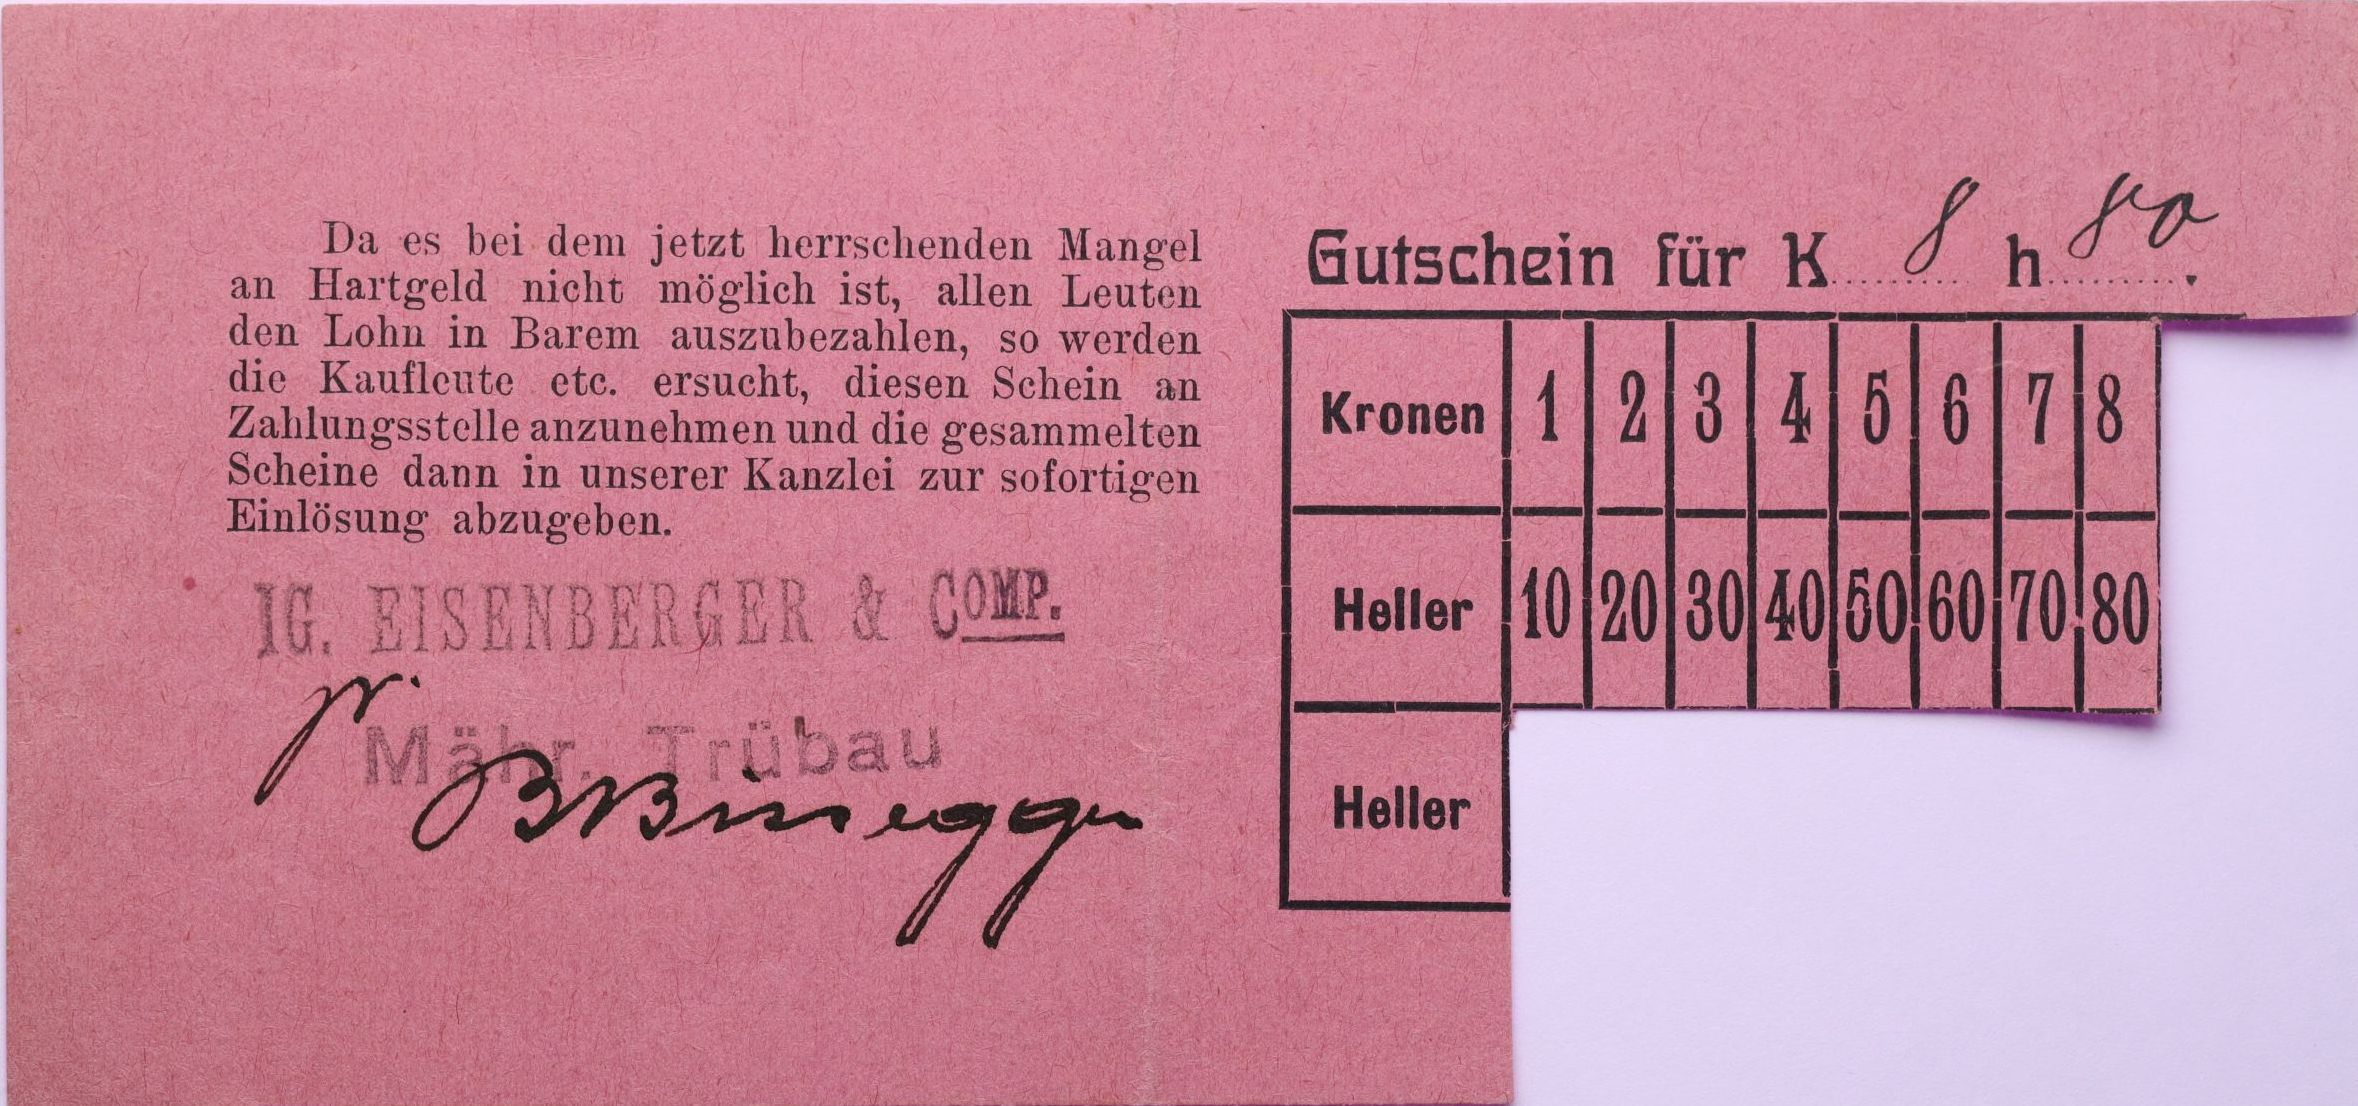 Da es bei dem jetzt herrschenden Mangel
an Hartgeld nicht möglich ist, allen Leuten
den Lohn in Barem auszubezahlen, so werden
die Kaufleute etc. ersucht, diesen Schein an
Zahlungsstelle anzunehmen und die gesammelten
Scheine dann in unserer Kanzlei zur sofortigen
Einlösung abzugeben.
IG. EISENBERGER & COMP.
Mähr. Trübau
Gutschein für K 8 h 80.
Kronen 1 2 3 4 5 6 7 8
Heller 10 20 30 40 50 60 70 80
Heller